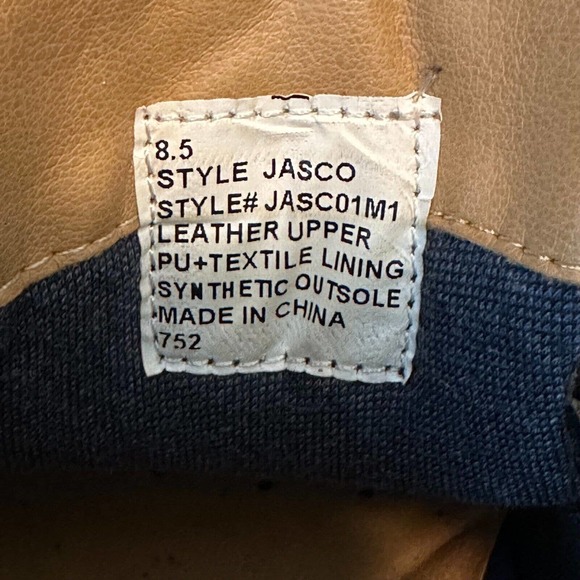 8.5
STYLE JASCO
STYLE# JASC01M1
LEATHER UPPER
PU+TEXTILE LINING
SYNTHETIC OUTSOLE
MADE IN CHINA
752